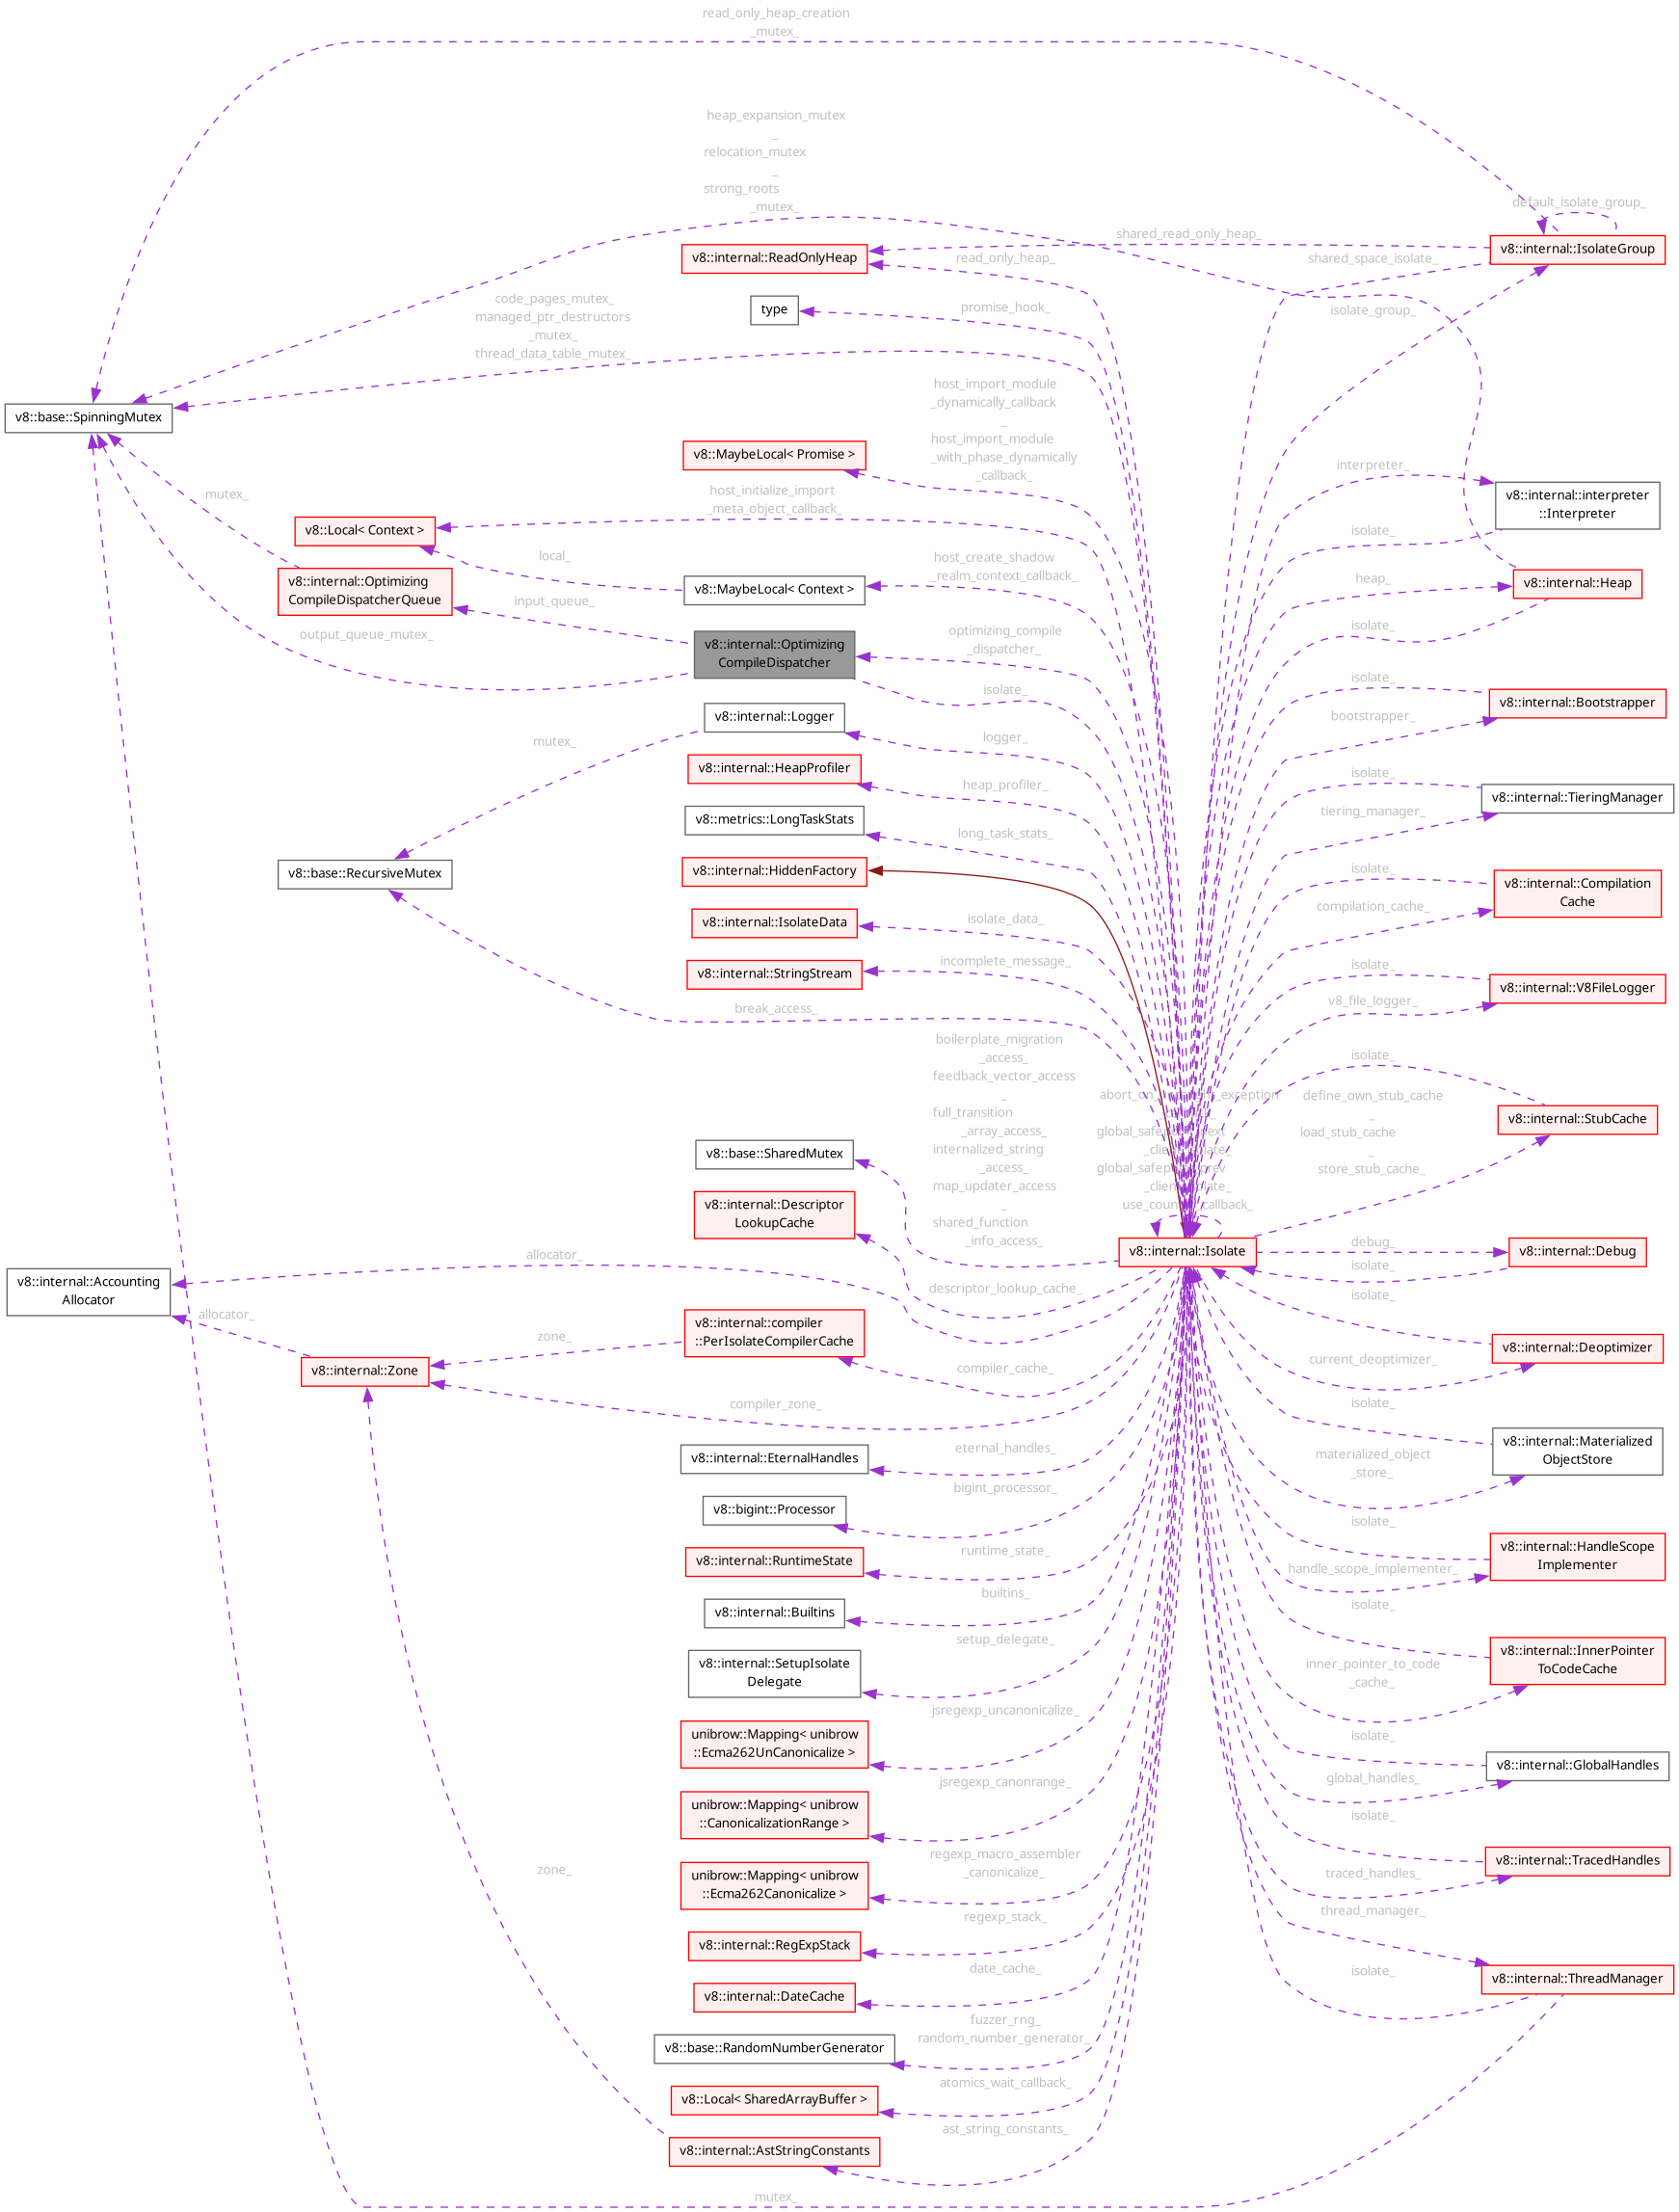 read_only_heap_creation
_mutex_
heap_expansion_mutex
_
relocation_mutex
_
strong_roots
_mutex_
default_isolate_group_
v8::internal::IsolateGroup
shared_read_only_heap_
v8::internal::ReadOnlyHeap
read_only_heap_
shared_space_isolate_
type
promise_hook_
isolate_group_
code_pages_mutex_
managed_ptr_destructors
_mutex_
thread_data_table_mutex_
v8::base::SpinningMutex
host_import_module
_dynamically_callback
_
host_import_module
_with_phase_dynamically
_callback_
v8::MaybeLocal< Promise >
interpreter_
v8::internal::interpreter
::Interpreter
mutex_
host_initialize_import
_meta_object_callback_
v8::Local< Context >
isolate_
local_
host_create_shadow
_realm_context_callback_
v8::MaybeLocal< Context >
heap_
v8::internal::Heap
v8::internal::Optimizing
CompileDispatcherQueue
input_queue_
output_queue_mutex_
isolate_
v8::internal::Optimizing
CompileDispatcher
optimizing_compile
_dispatcher_
isolate_
isolate_
v8::internal::Bootstrapper
bootstrapper_
v8::internal::Logger
logger_
mutex_
v8::internal::HeapProfiler
heap_profiler_
isolate_
v8::internal::TieringManager
tiering_manager_
v8::metrics::LongTaskStats
long_task_stats_
v8::base::RecursiveMutex
v8::internal::HiddenFactory
isolate_
v8::internal::Compilation
Cache
compilation_cache_
v8::internal::IsolateData
isolate_data_
v8::internal::StringStream
incomplete_message_
isolate_
v8::internal::V8FileLogger
v8_file_logger_
break_access_
boilerplate_migration
_access_
feedback_vector_access
_
full_transition
_array_access_
internalized_string
_access_
map_updater_access
_
shared_function
_info_access_
isolate_
v8::internal::StubCache
define_own_stub_cache
_
load_stub_cache
_
store_stub_cache_
v8::base::SharedMutex
v8::internal::Descriptor
LookupCache
v8::internal::Isolate
debug_
v8::internal::Debug
isolate_
allocator_
v8::internal::Accounting
Allocator
descriptor_lookup_cache_
isolate_
allocator_
v8::internal::compiler
::PerIsolateCompilerCache
zone_
v8::internal::Zone
compiler_cache_
v8::internal::Deoptimizer
current_deoptimizer_
compiler_zone_
isolate_
v8::internal::EternalHandles
eternal_handles_
v8::internal::Materialized
ObjectStore
materialized_object
_store_
v8::bigint::Processor
bigint_processor_
v8::internal::RuntimeState
runtime_state_
isolate_
v8::internal::HandleScope
Implementer
handle_scope_implementer_
v8::internal::Builtins
builtins_
isolate_
v8::internal::SetupIsolate
Delegate
setup_delegate_
v8::internal::InnerPointer
ToCodeCache
inner_pointer_to_code
_cache_
unibrow::Mapping< unibrow
::Ecma262UnCanonicalize >
jsregexp_uncanonicalize_
isolate_
v8::internal::GlobalHandles
global_handles_
unibrow::Mapping< unibrow
::CanonicalizationRange >
jsregexp_canonrange_
isolate_
zone_
unibrow::Mapping< unibrow
::Ecma262Canonicalize >
regexp_macro_assembler
_canonicalize_
v8::internal::TracedHandles
traced_handles_
v8::internal::RegExpStack
regexp_stack_
thread_manager_
v8::internal::DateCache
date_cache_
isolate_
v8::internal::ThreadManager
v8::base::RandomNumberGenerator
fuzzer_rng_
random_number_generator_
v8::Local< SharedArrayBuffer >
atomics_wait_callback_
v8::internal::AstStringConstants
ast_string_constants_
mutex_